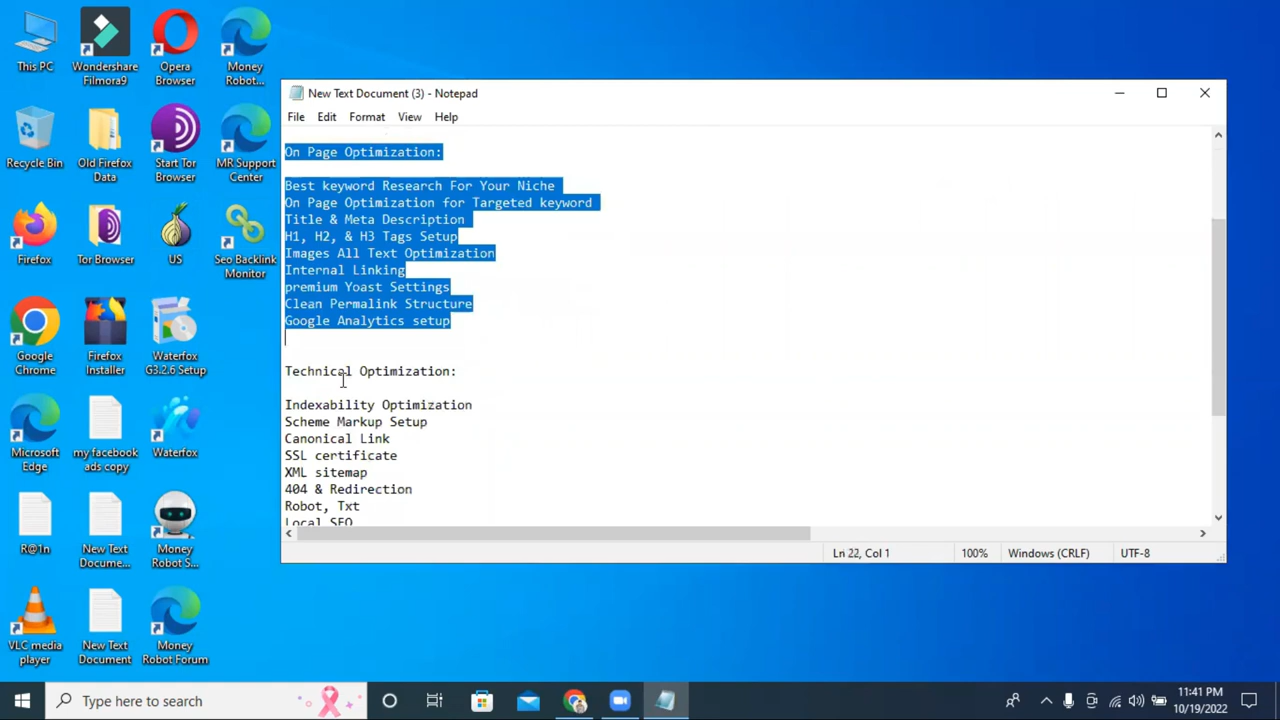 This PC
Wondershare Filmora9
Opera Browser
Money Robot...
Recycle Bin
Old Firefox Data
Start Tor Browser
MR Support Center
Firefox
Tor Browser
US
Seo Backlink Monitor
Google Chrome
Firefox Installer
Waterfox G3.2.6 Setup
Microsoft Edge
my facebook ads copy
Waterfox
R@1n
New Text Docume...
Money Robot S...
VLC media player
New Text Document
Money Robot Forum
New Text Document (3) - Notepad
File Edit Format View Help
On Page Optimization:
Best keyword Research For Your Niche
On Page Optimization for Targeted keyword
Title & Meta Description
H1, H2, & H3 Tags Setup
Images All Text Optimization
Internal Linking
premium Yoast Settings
Clean Permalink Structure
Google Analytics setup
Technical Optimization:
Indexability Optimization
Scheme Markup Setup
Canonical Link
SSL certificate
XML sitemap
404 & Redirection
Robot, Txt
Local SEO
Ln 22, Col 1 100% Windows (CRLF) UTF-8
Type here to search
11:41 PM
10/19/2022